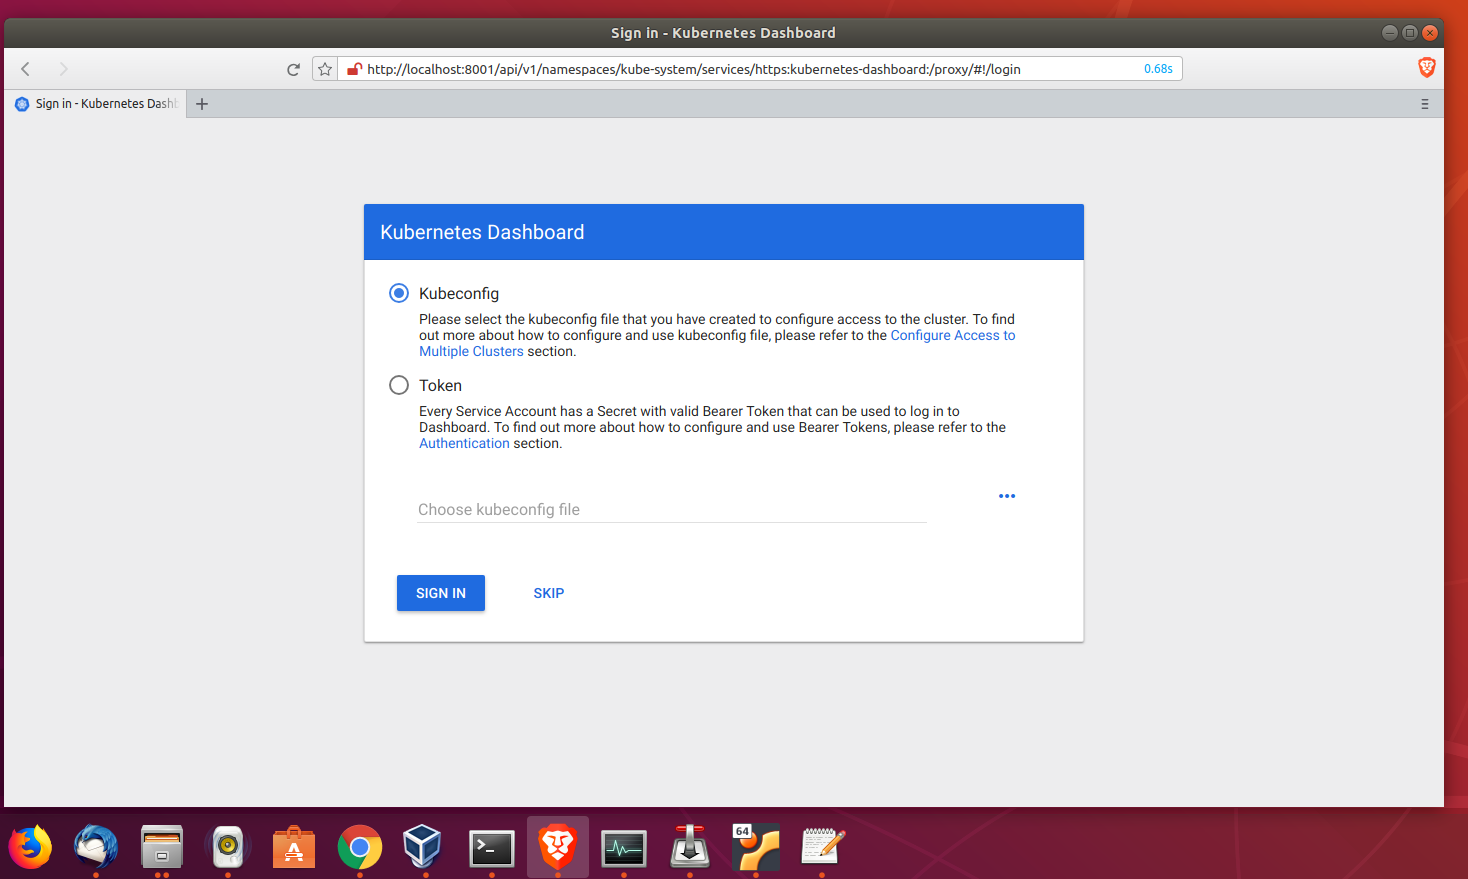 Sign in - Kubernetes Dashboard
http://localhost:8001/api/v1/namespaces/kube-system/services/https:kubernetes-dashboard:/proxy/#!/login
0.68s
Sign in - Kubernetes Dashb
Kubernetes Dashboard
Kubeconfig
Please select the kubeconfig file that you have created to configure access to the cluster. To find
out more about how to configure and use kubeconfig file, please refer to the Configure Access to
Multiple Clusters section.
Token
Every Service Account has a Secret with valid Bearer Token that can be used to log in to
Dashboard. To find out more about how to configure and use Bearer Tokens, please refer to the
Authentication section.
Choose kubeconfig file
SIGN IN
SKIP
64